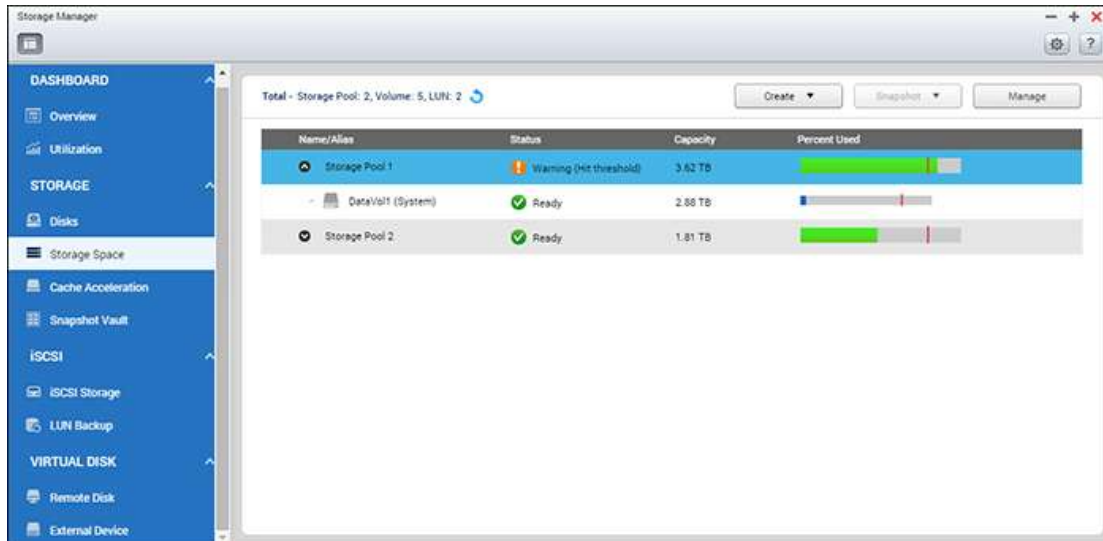 Storage Manager
?
DASHBOARD
Overview
Utilization
STORAGE
Disks
Storage Space
Cache Acceleration
Snapshot Vault
iSCSI
iSCSI Storage
LUN Backup
VIRTUAL DISK
Remote Disk
External Device
Total - Storage Pool: 2, Volume: 5, LUN: 2
Create Snapshot Manage
Name/Alias Status Capacity Percent Used
Storage Pool 1 Warning (Hit threshold) 3.62 TB
DataVol1 (System) Ready 2.88 TB
Storage Pool 2 Ready 1.81 TB